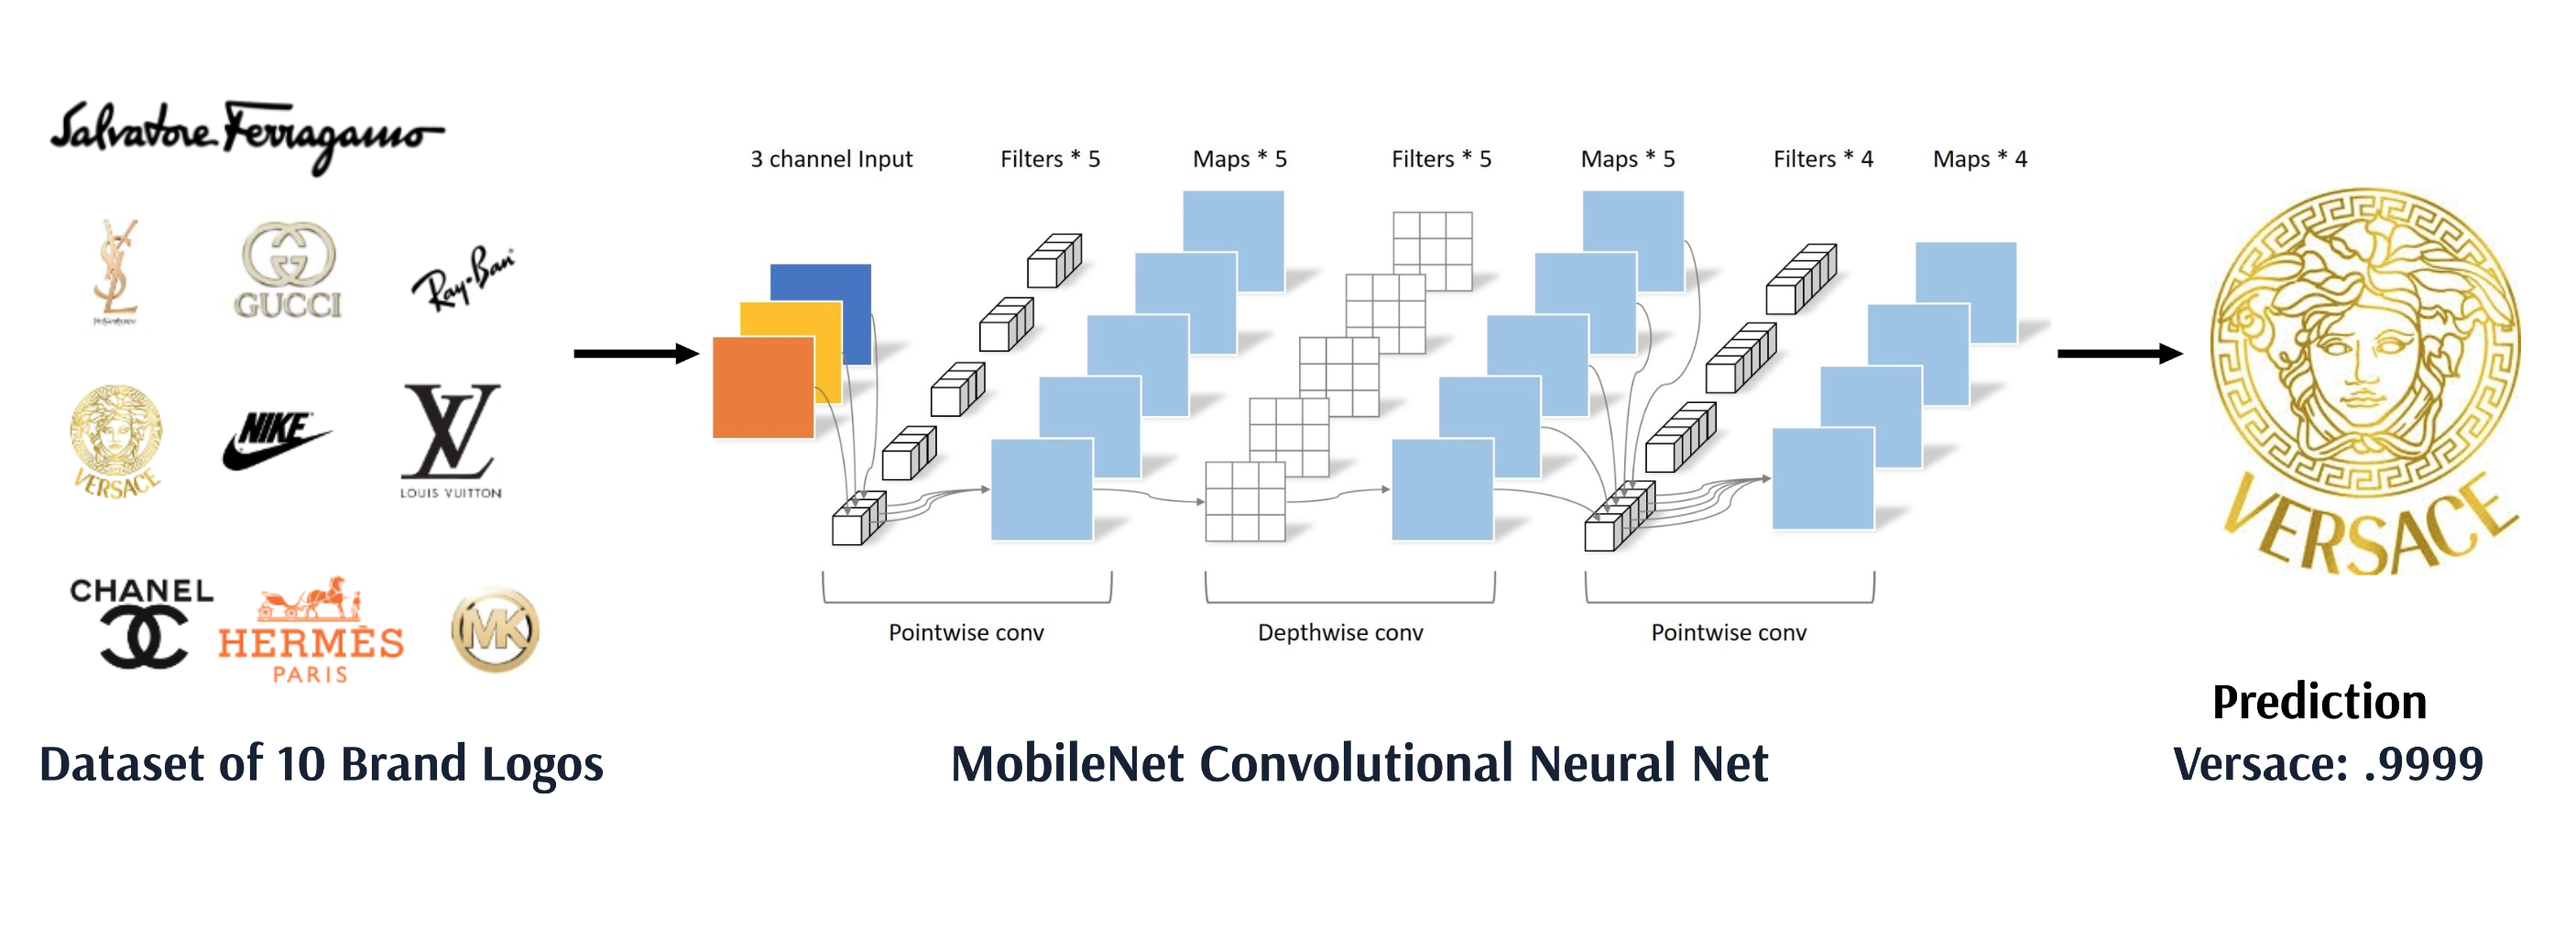 Salvatore Ferragamo
YSL
GUCCI
Ray-Ban
VERSACE
NIKE
LV
LOUIS VUITTON
CHANEL
HERMÈS
PARIS
MK
Dataset of 10 Brand Logos
3 channel Input
Filters * 5
Maps * 5
Filters * 5
Maps * 5
Filters * 4
Maps * 4
Pointwise conv
Depthwise conv
Pointwise conv
MobileNet Convolutional Neural Net
VERSACE
Prediction
Versace: .9999